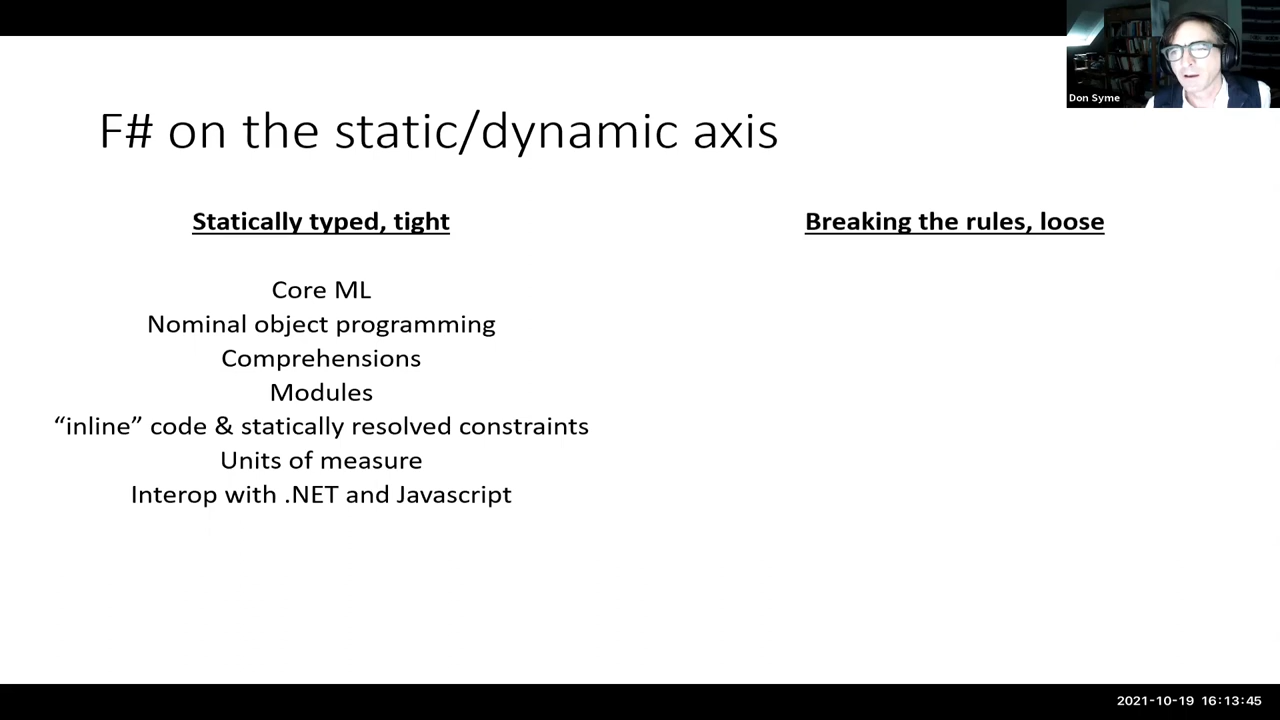 Don Syme
F# on the static/dynamic axis
Statically typed, tight
Core ML
Nominal object programming
Comprehensions
Modules
“inline” code & statically resolved constraints
Units of measure
Interop with .NET and Javascript
Breaking the rules, loose
2021-10-19 16:13:45